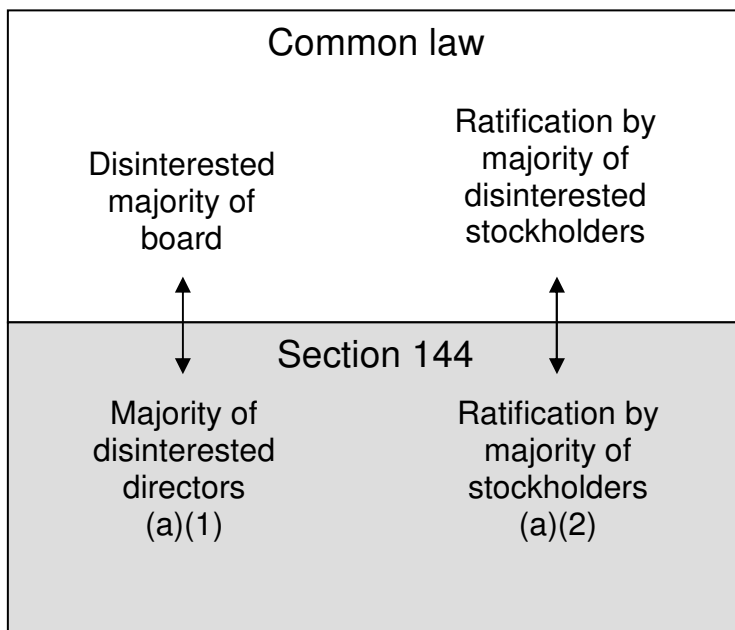 Common law
Disinterested
majority of
board
Ratification by
majority of
disinterested
stockholders
Section 144
Majority of
disinterested
directors
(a)(1)
Ratification by
majority of
stockholders
(a)(2)